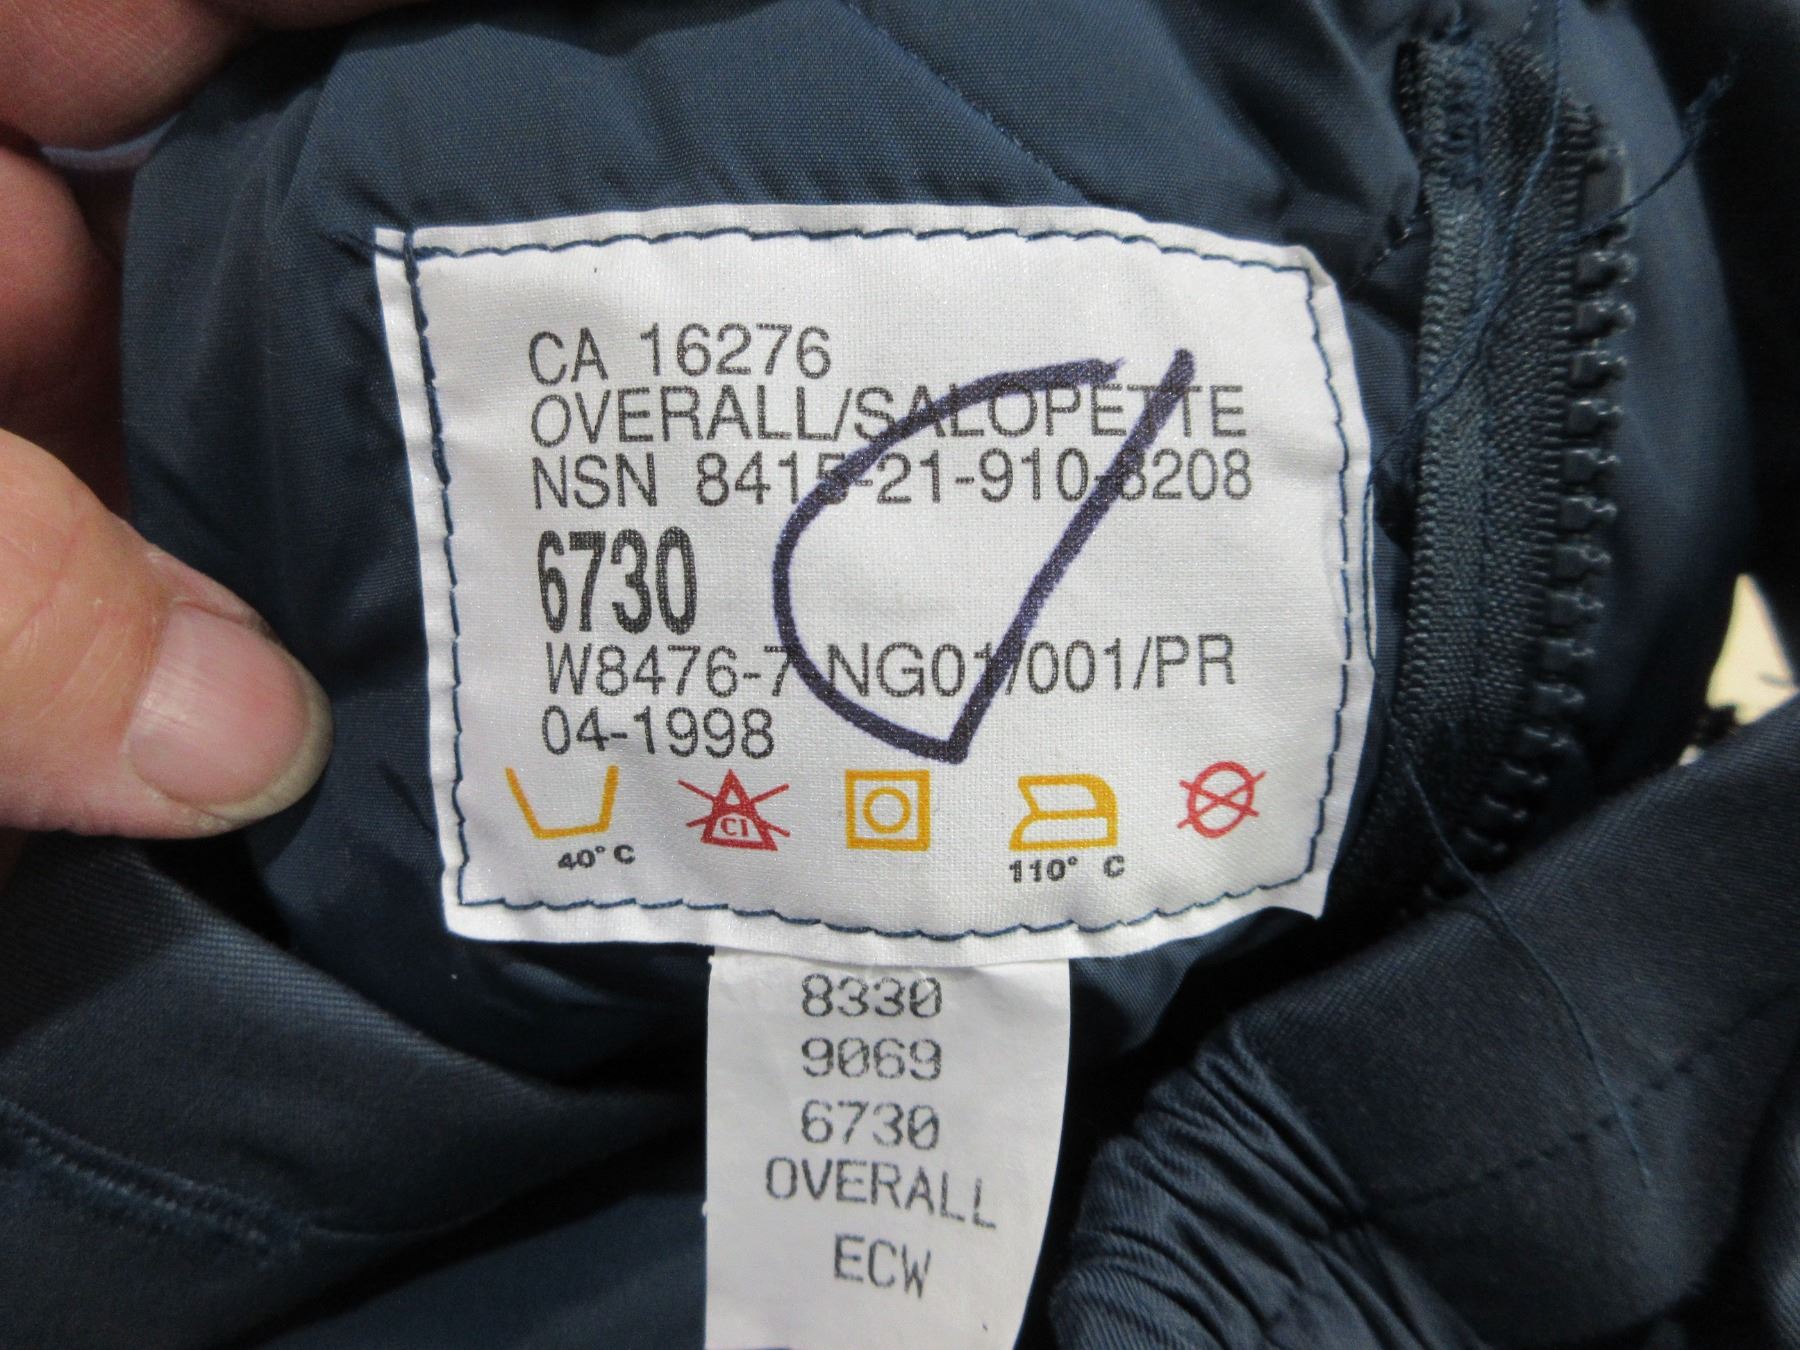 CA 16276
OVERALL/SALOPETTE
NSN 8415-21-910-8208
6730
W8476-7 NG01/001/PR
04-1998
Cl
40° C
110° C
8330
9069
6730
OVERALL
ECW